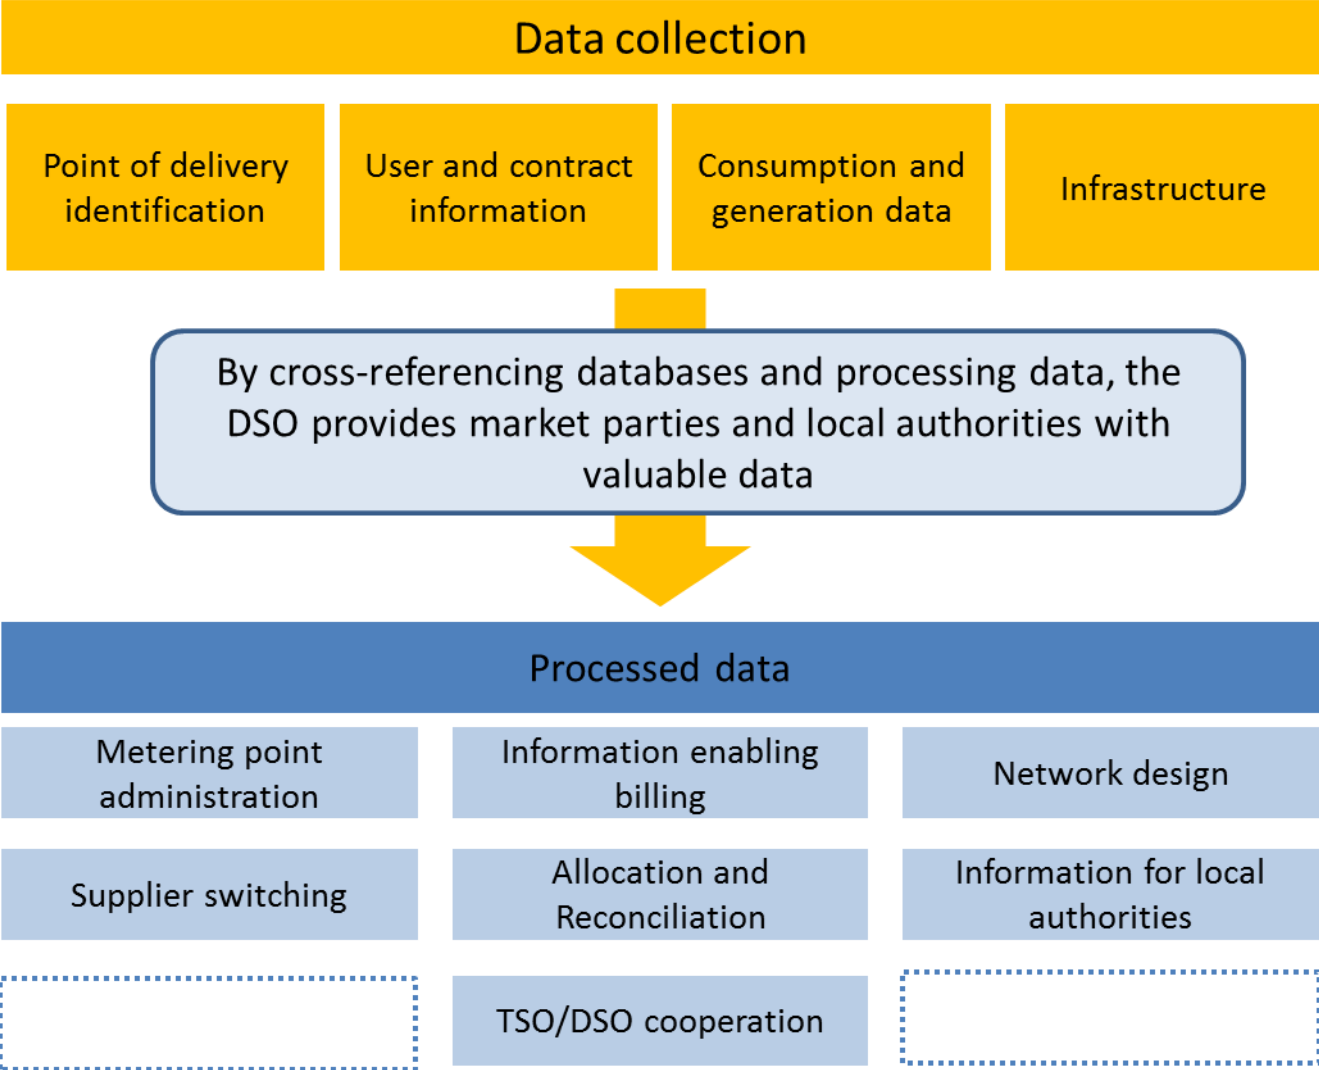 Data collection
Point of delivery
identification
User and contract
information
Consumption and
generation data
Infrastructure
By cross-referencing databases and processing data, the
DSO provides market parties and local authorities with
valuable data
Processed data
Metering point
administration
Information enabling
billing
Network design
Supplier switching
Allocation and
Reconciliation
Information for local
authorities
TSO/DSO cooperation